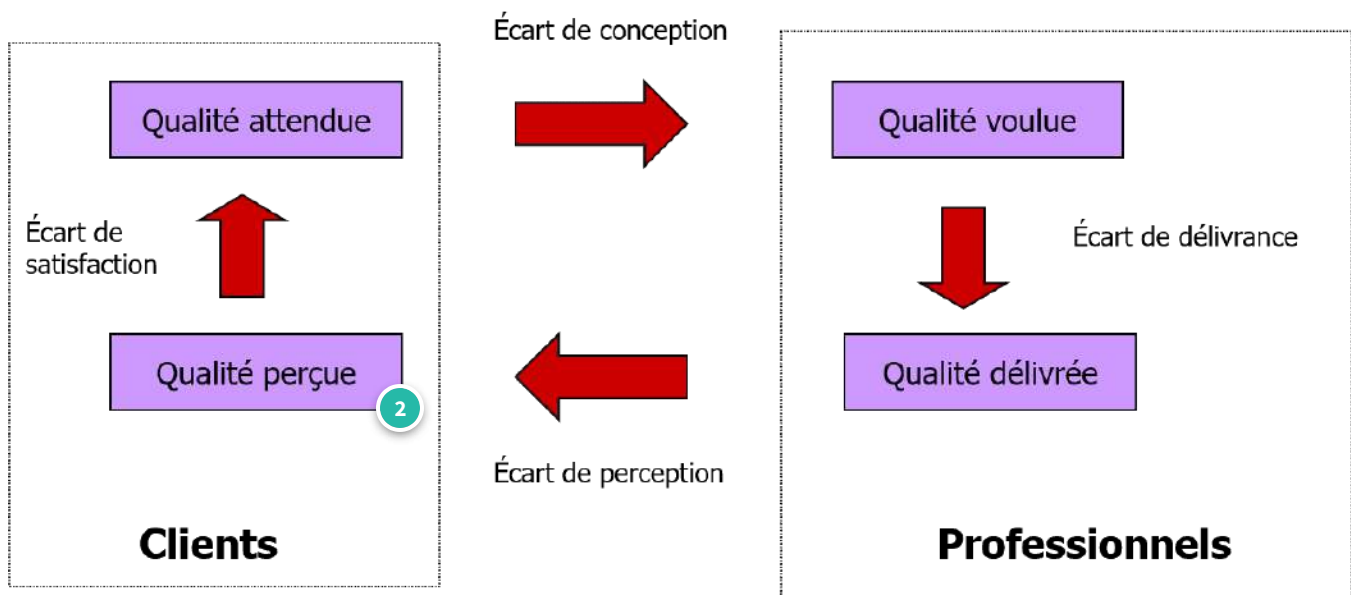 Écart de conception
Qualité attendue
Qualité voulue
Écart de
satisfaction
Écart de délivrance
Qualité perçue
2
Qualité délivrée
Écart de perception
Clients
Professionnels